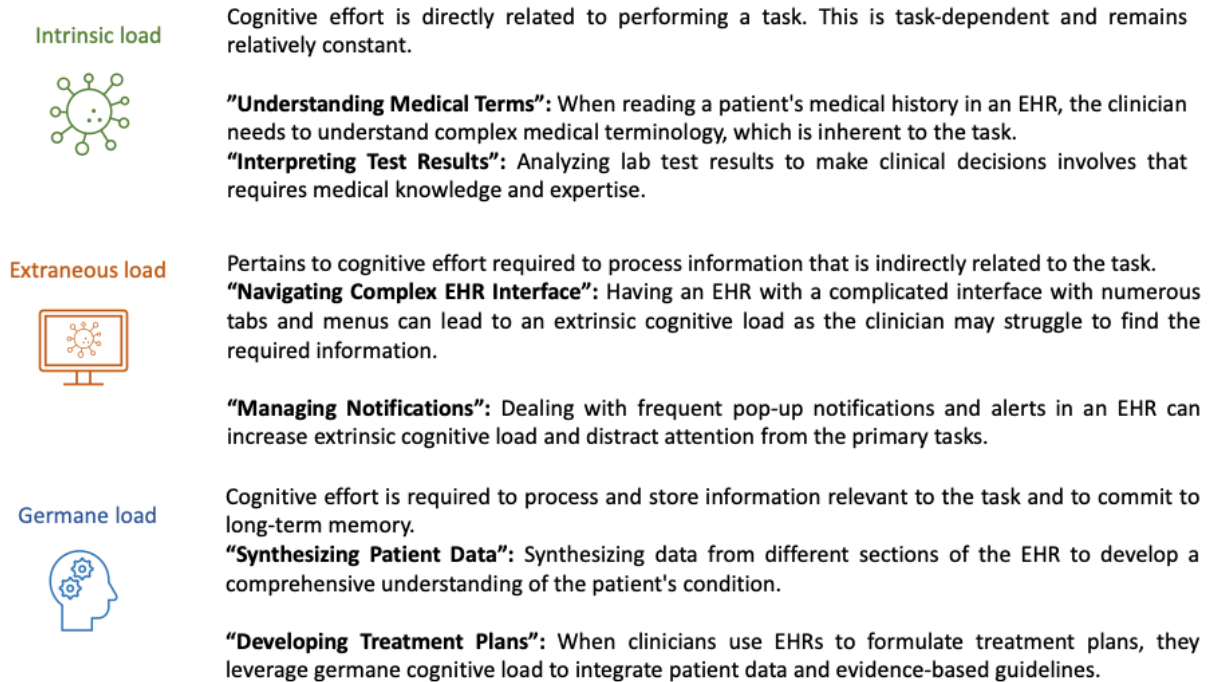 Intrinsic load
Cognitive effort is directly related to performing a task. This is task-dependent and remains
relatively constant.
”Understanding Medical Terms”: When reading a patient's medical history in an EHR, the clinician
needs to understand complex medical terminology, which is inherent to the task.
“Interpreting Test Results”: Analyzing lab test results to make clinical decisions involves that
requires medical knowledge and expertise.
Extraneous load
Pertains to cognitive effort required to process information that is indirectly related to the task.
“Navigating Complex EHR Interface”: Having an EHR with a complicated interface with numerous
tabs and menus can lead to an extrinsic cognitive load as the clinician may struggle to find the
required information.
“Managing Notifications”: Dealing with frequent pop-up notifications and alerts in an EHR can
increase extrinsic cognitive load and distract attention from the primary tasks.
Germane load
Cognitive effort is required to process and store information relevant to the task and to commit to
long-term memory.
“Synthesizing Patient Data”: Synthesizing data from different sections of the EHR to develop a
comprehensive understanding of the patient's condition.
“Developing Treatment Plans”: When clinicians use EHRs to formulate treatment plans, they
leverage germane cognitive load to integrate patient data and evidence-based guidelines.